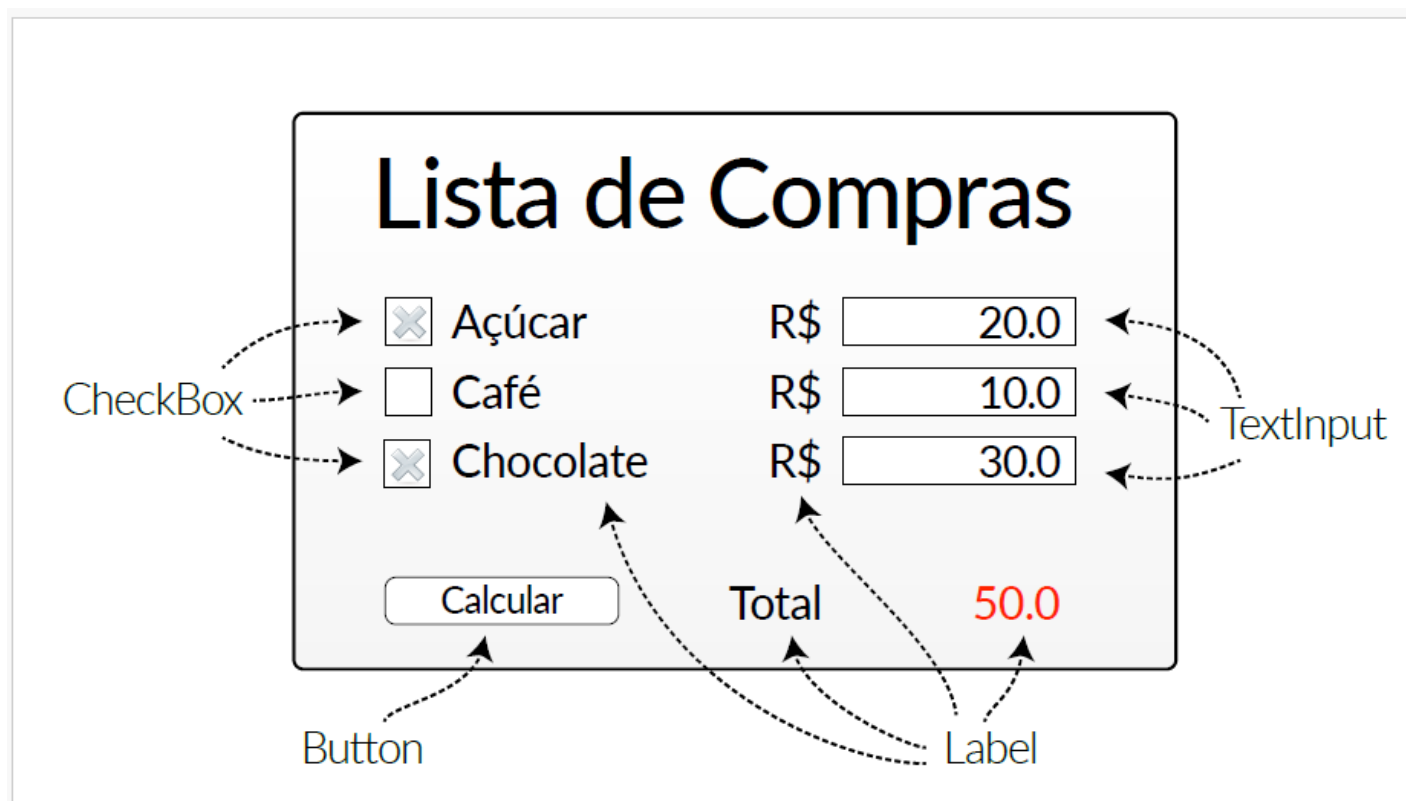 Lista de Compras
Açúcar R$ 20.0
CheckBox Café R$ 10.0 TextInput
Chocolate R$ 30.0
Calcular Total 50.0
Button Label